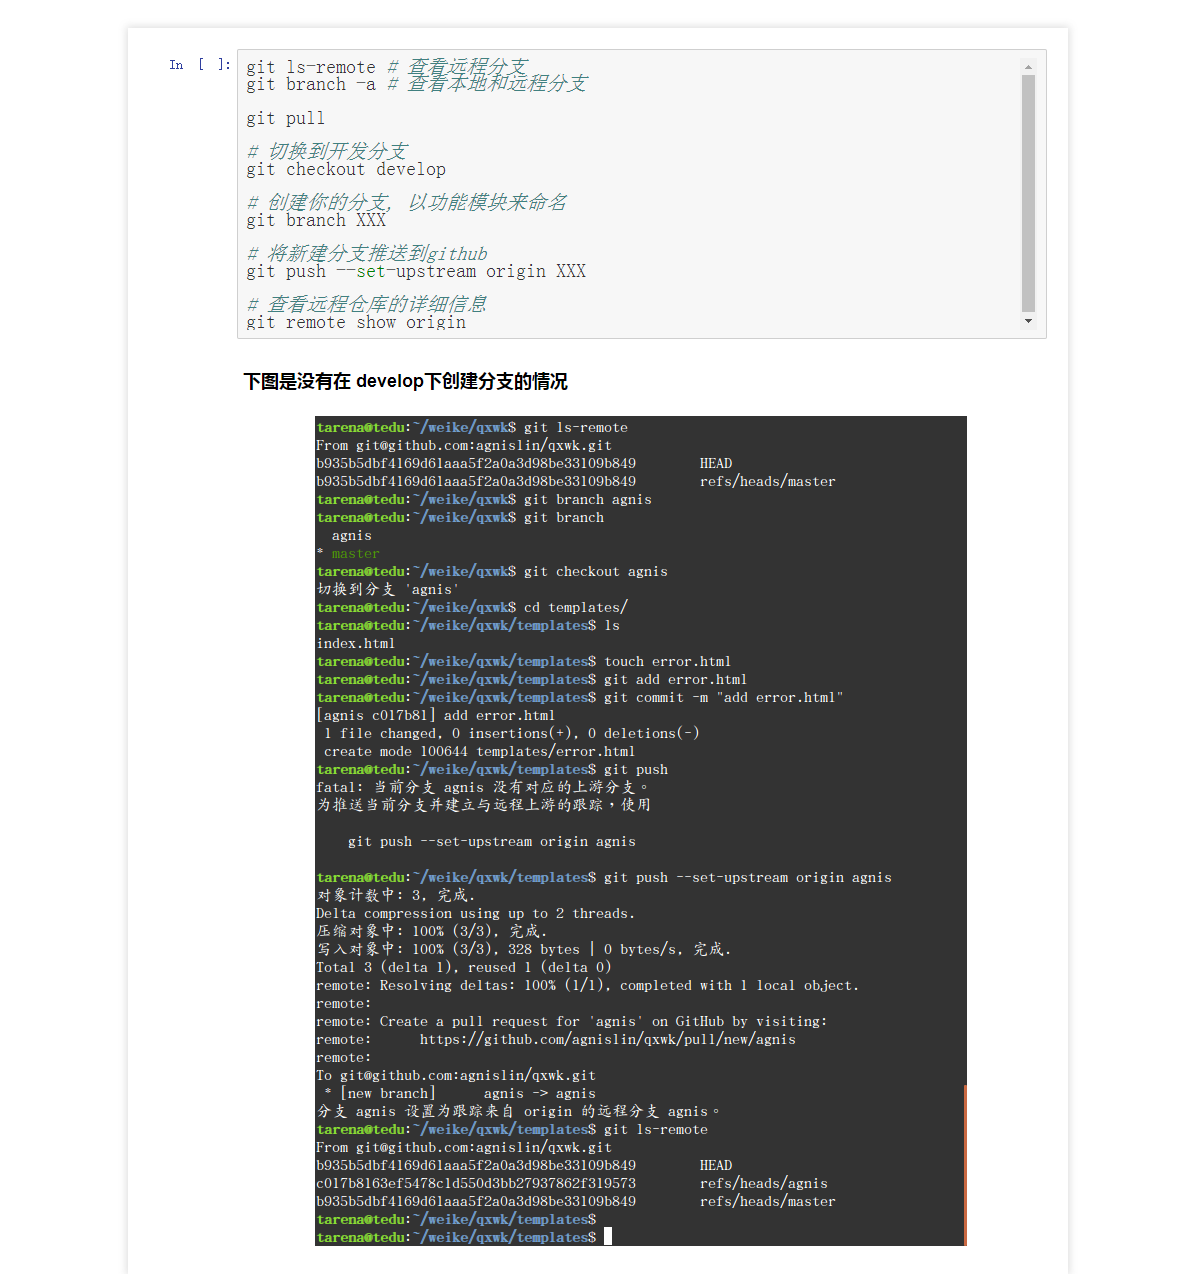 In [ ]:
git ls-remote # 查看远程分支
git branch -a # 查看本地和远程分支
git pull
# 切换到开发分支
git checkout develop
# 创建你的分支, 以功能模块来命名
git branch XXX
# 将新建分支推送到github
git push --set-upstream origin XXX
# 查看远程仓库的详细信息
git remote show origin
下图是没有在 develop下创建分支的情况
tarena@tedu:~/weike/qxwk$ git ls-remote
From git@github.com:agnislin/qxwk.git
b935b5dbf4169d61aaa5f2a0a3d98be33109b849 HEAD
b935b5dbf4169d61aaa5f2a0a3d98be33109b849 refs/heads/master
tarena@tedu:~/weike/qxwk$ git branch agnis
tarena@tedu:~/weike/qxwk$ git branch
agnis
* master
tarena@tedu:~/weike/qxwk$ git checkout agnis
切换到分支 'agnis'
tarena@tedu:~/weike/qxwk$ cd templates/
tarena@tedu:~/weike/qxwk/templates$ ls
index.html
tarena@tedu:~/weike/qxwk/templates$ touch error.html
tarena@tedu:~/weike/qxwk/templates$ git add error.html
tarena@tedu:~/weike/qxwk/templates$ git commit -m "add error.html"
[agnis c017b81] add error.html
1 file changed, 0 insertions(+), 0 deletions(-)
create mode 100644 templates/error.html
tarena@tedu:~/weike/qxwk/templates$ git push
fatal: 当前分支 agnis 没有对应的上游分支。
为推送当前分支并建立与远程上游的跟踪，使用
git push --set-upstream origin agnis
tarena@tedu:~/weike/qxwk/templates$ git push --set-upstream origin agnis
对象计数中: 3, 完成.
Delta compression using up to 2 threads.
压缩对象中: 100% (3/3), 完成.
写入对象中: 100% (3/3), 328 bytes | 0 bytes/s, 完成.
Total 3 (delta 1), reused 1 (delta 0)
remote: Resolving deltas: 100% (1/1), completed with 1 local object.
remote:
remote: Create a pull request for 'agnis' on GitHub by visiting:
remote: https://github.com/agnislin/qxwk/pull/new/agnis
remote:
To git@github.com:agnislin/qxwk.git
* [new branch] agnis -> agnis
分支 agnis 设置为跟踪来自 origin 的远程分支 agnis。
tarena@tedu:~/weike/qxwk/templates$ git ls-remote
From git@github.com:agnislin/qxwk.git
b935b5dbf4169d61aaa5f2a0a3d98be33109b849 HEAD
c017b8163ef5478c1d550d3bb27937862f319573 refs/heads/agnis
b935b5dbf4169d61aaa5f2a0a3d98be33109b849 refs/heads/master
tarena@tedu:~/weike/qxwk/templates$
tarena@tedu:~/weike/qxwk/templates$